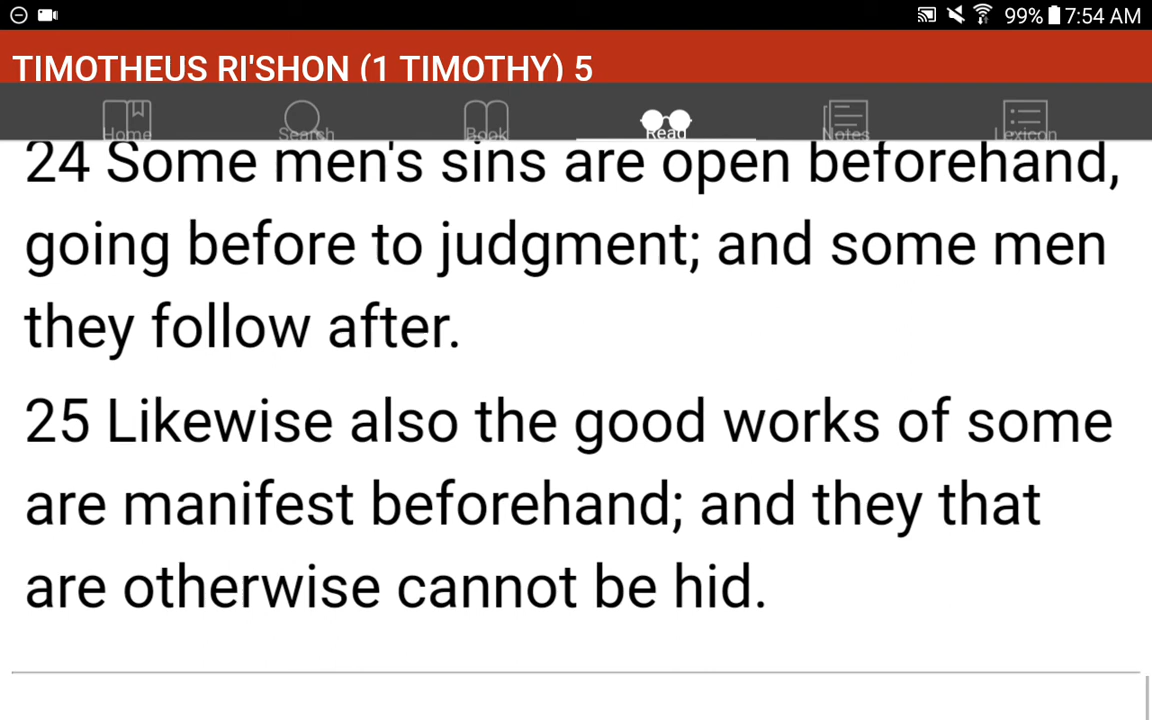 99% 7:54 AM
TIMOTHEUS RI'SHON (1 TIMOTHY) 5
Home Search Book Read Notes Lexicon
24 Some men's sins are open beforehand,
going before to judgment; and some men
they follow after.
25 Likewise also the good works of some
are manifest beforehand; and they that
are otherwise cannot be hid.